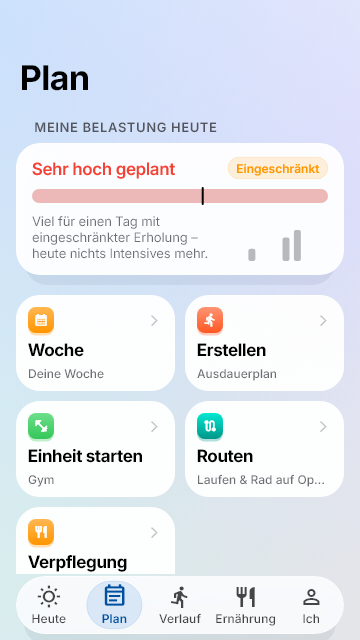 Plan
MEINE BELASTUNG HEUTE
Sehr hoch geplant
Eingeschränkt
Viel für einen Tag mit
eingeschränkter Erholung –
heute nichts Intensives mehr.
Woche
Deine Woche
Erstellen
Ausdauerplan
Einheit starten
Gym
Routen
Laufen & Rad auf Op...
Verpflegung
Heute
Plan
Verlauf
Ernährung
Ich